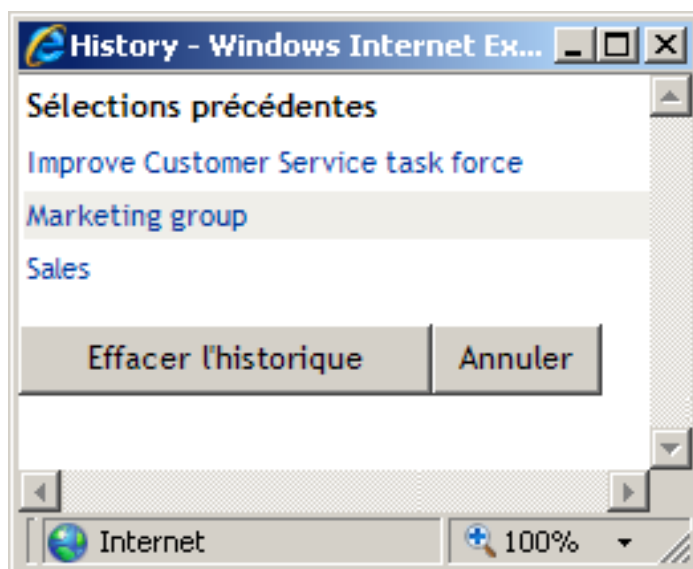 History - Windows Internet Ex...
Sélections précédentes
Improve Customer Service task force
Marketing group
Sales
Effacer l'historique Annuler
Internet 100%